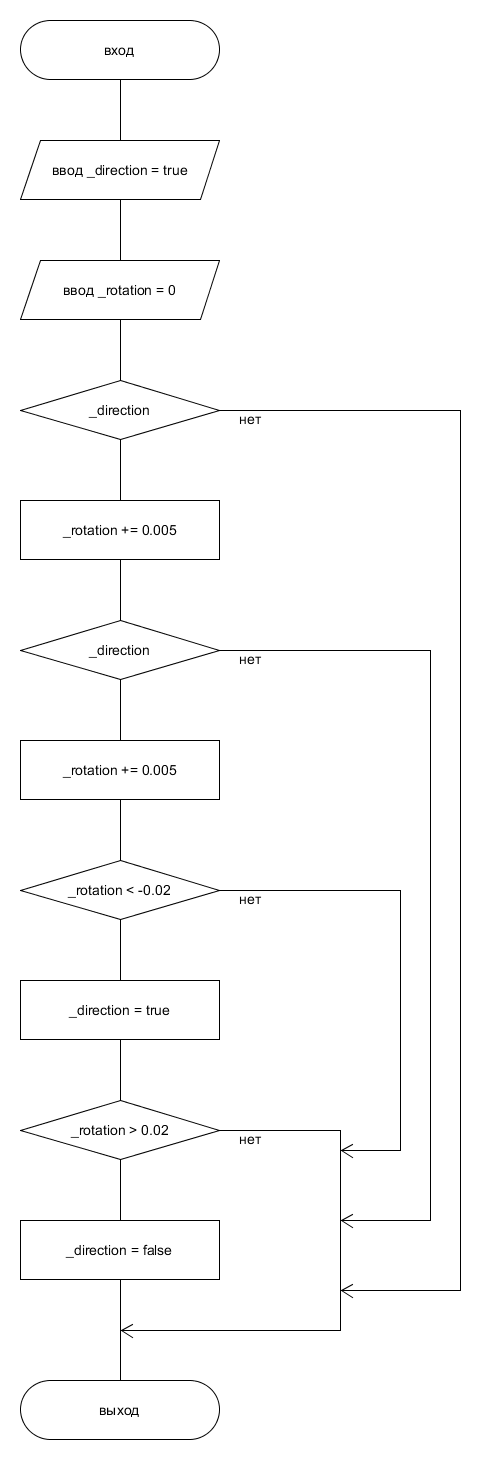 вход
ввод _direction = true
ввод _rotation = 0
_direction
нет
_rotation += 0.005
_direction
нет
_rotation += 0.005
_rotation < -0.02
нет
_direction = true
_rotation > 0.02
нет
_direction = false
выход